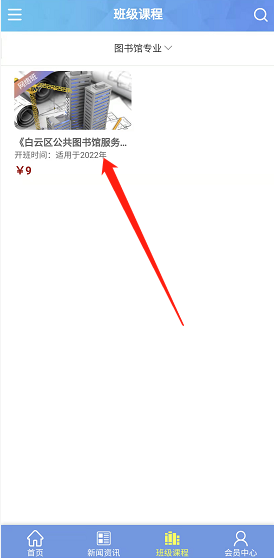 班级课程
图书馆专业
网络班
《白云区公共图书馆服务...
开班时间：适用于2022年
￥9
首页
新闻资讯
班级课程
会员中心